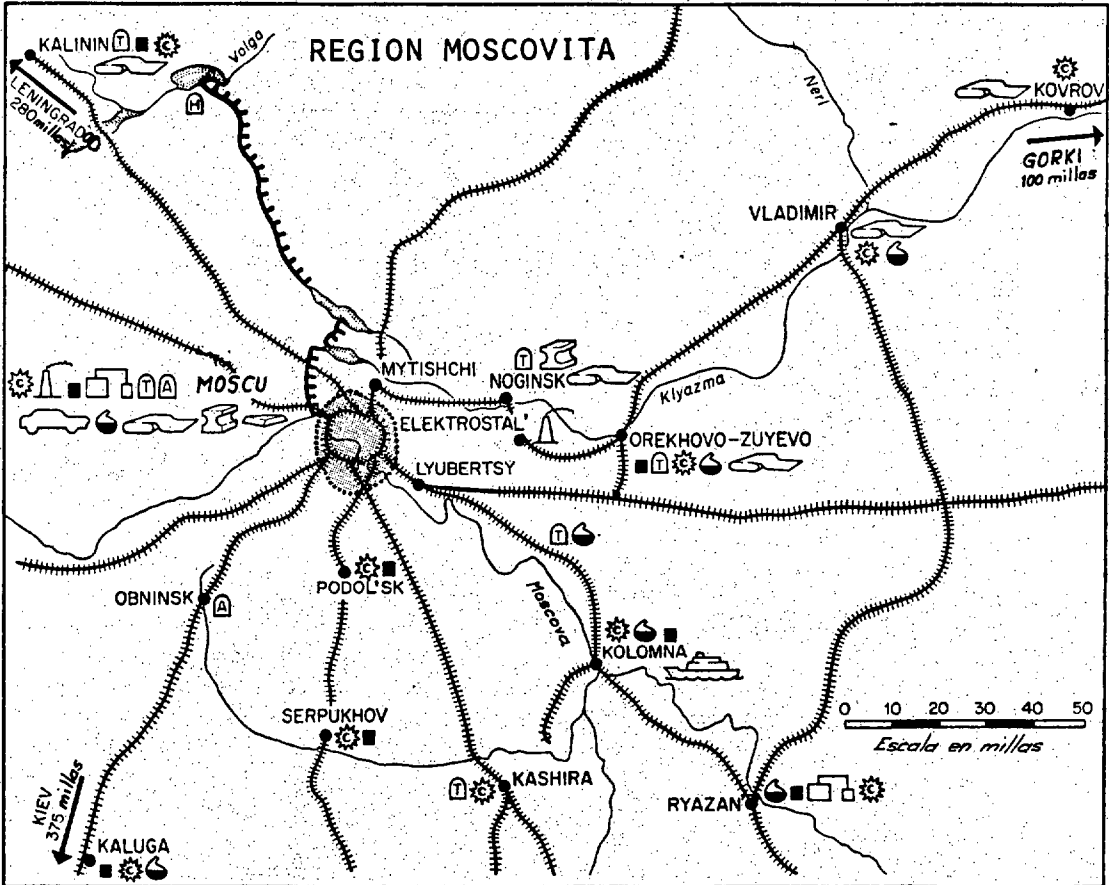 REGION MOSCOVITA
KALININ T C
Volga
LENINGRADO
280 millas
H
Nerl
C
KOVROV
GORKI
100 millas
VLADIMIR
C
MYTISHCHI
T
NOGINSK
Klyazma
C T A MOSCU
ELEKTROSTAL'
OREKHOVO-ZUYEVO
T C
LYUBERTSY
T
C
PODOL'SK
OBNINSK
A
Moscova
C
KOLOMNA
SERPUKHOV
C
0 10 20 30 40 50
Escala en millas
T C
KASHIRA
RYAZAN
C
KIEV
375 millas
KALUGA
C